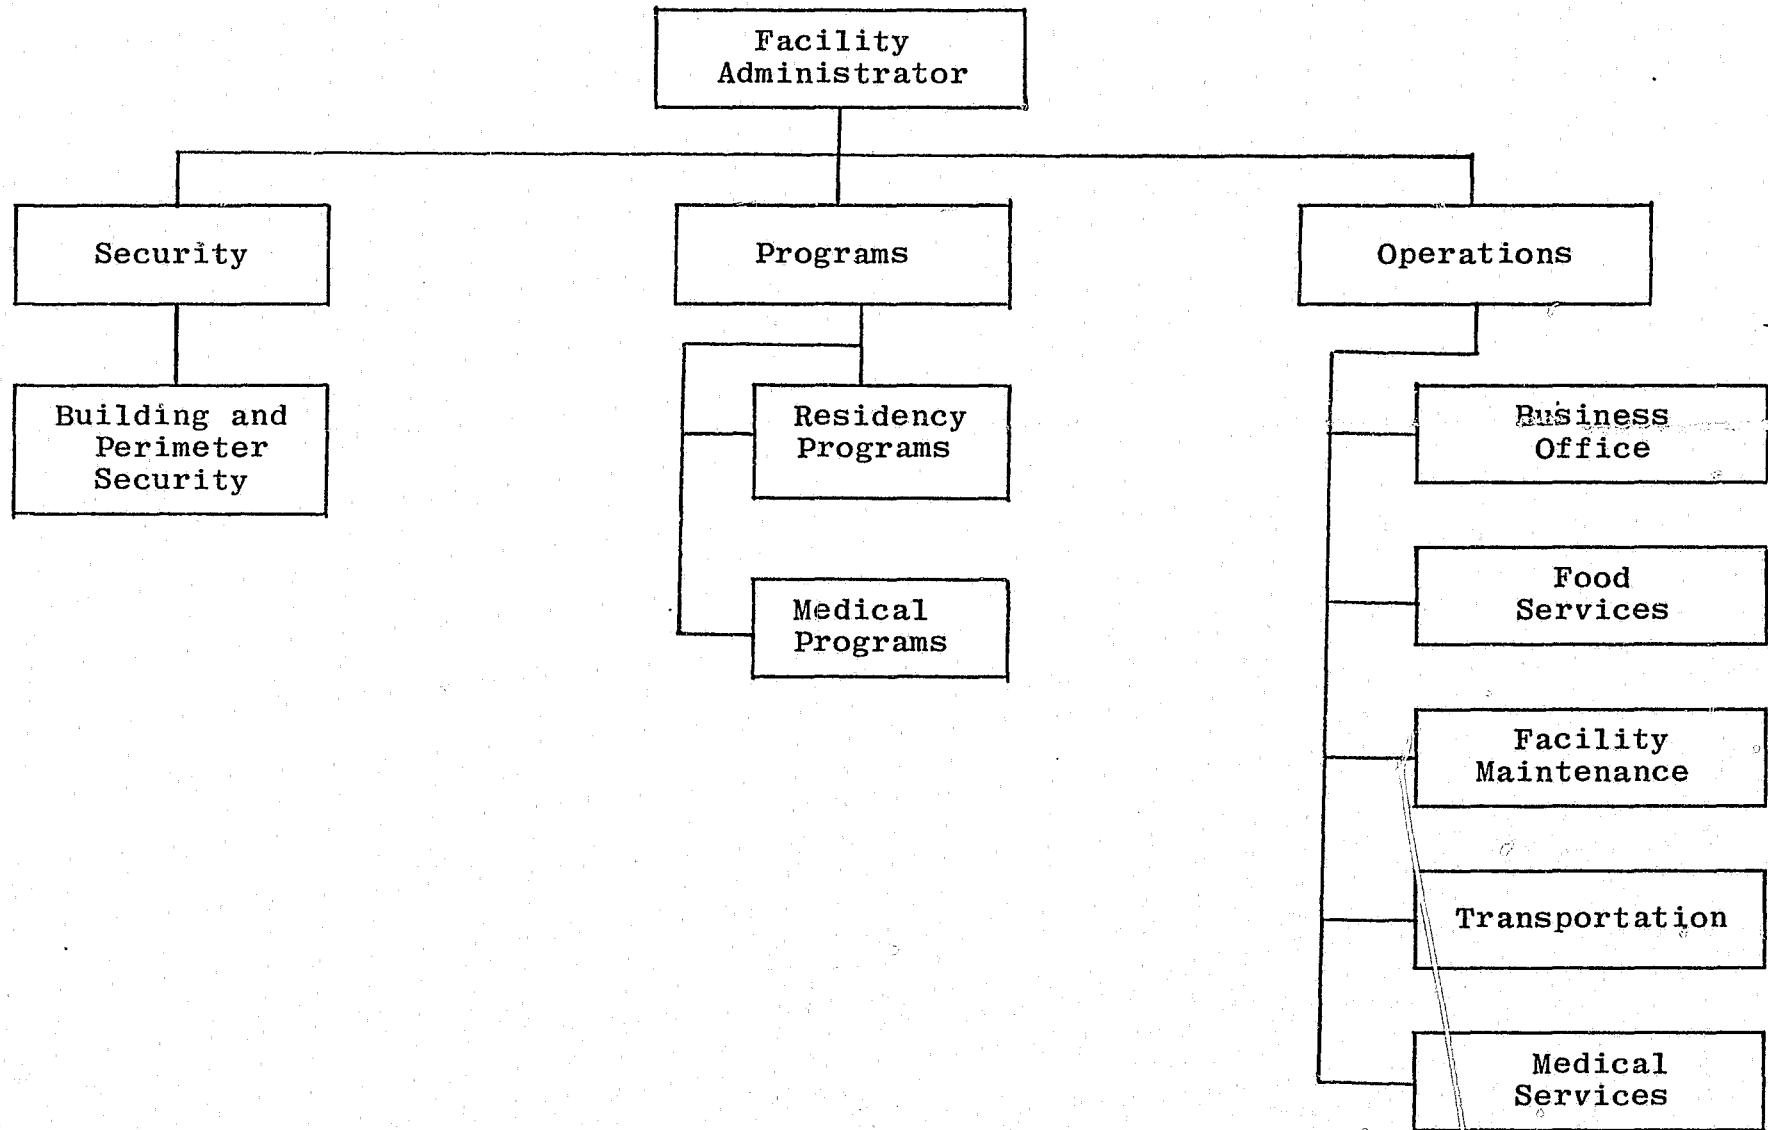 Facility
Administrator
Security
Programs
Operations
Building and
Perimeter
Security
Residency
Programs
Medical
Programs
Business
Office
Food
Services
Facility
Maintenance
Transportation
Medical
Services